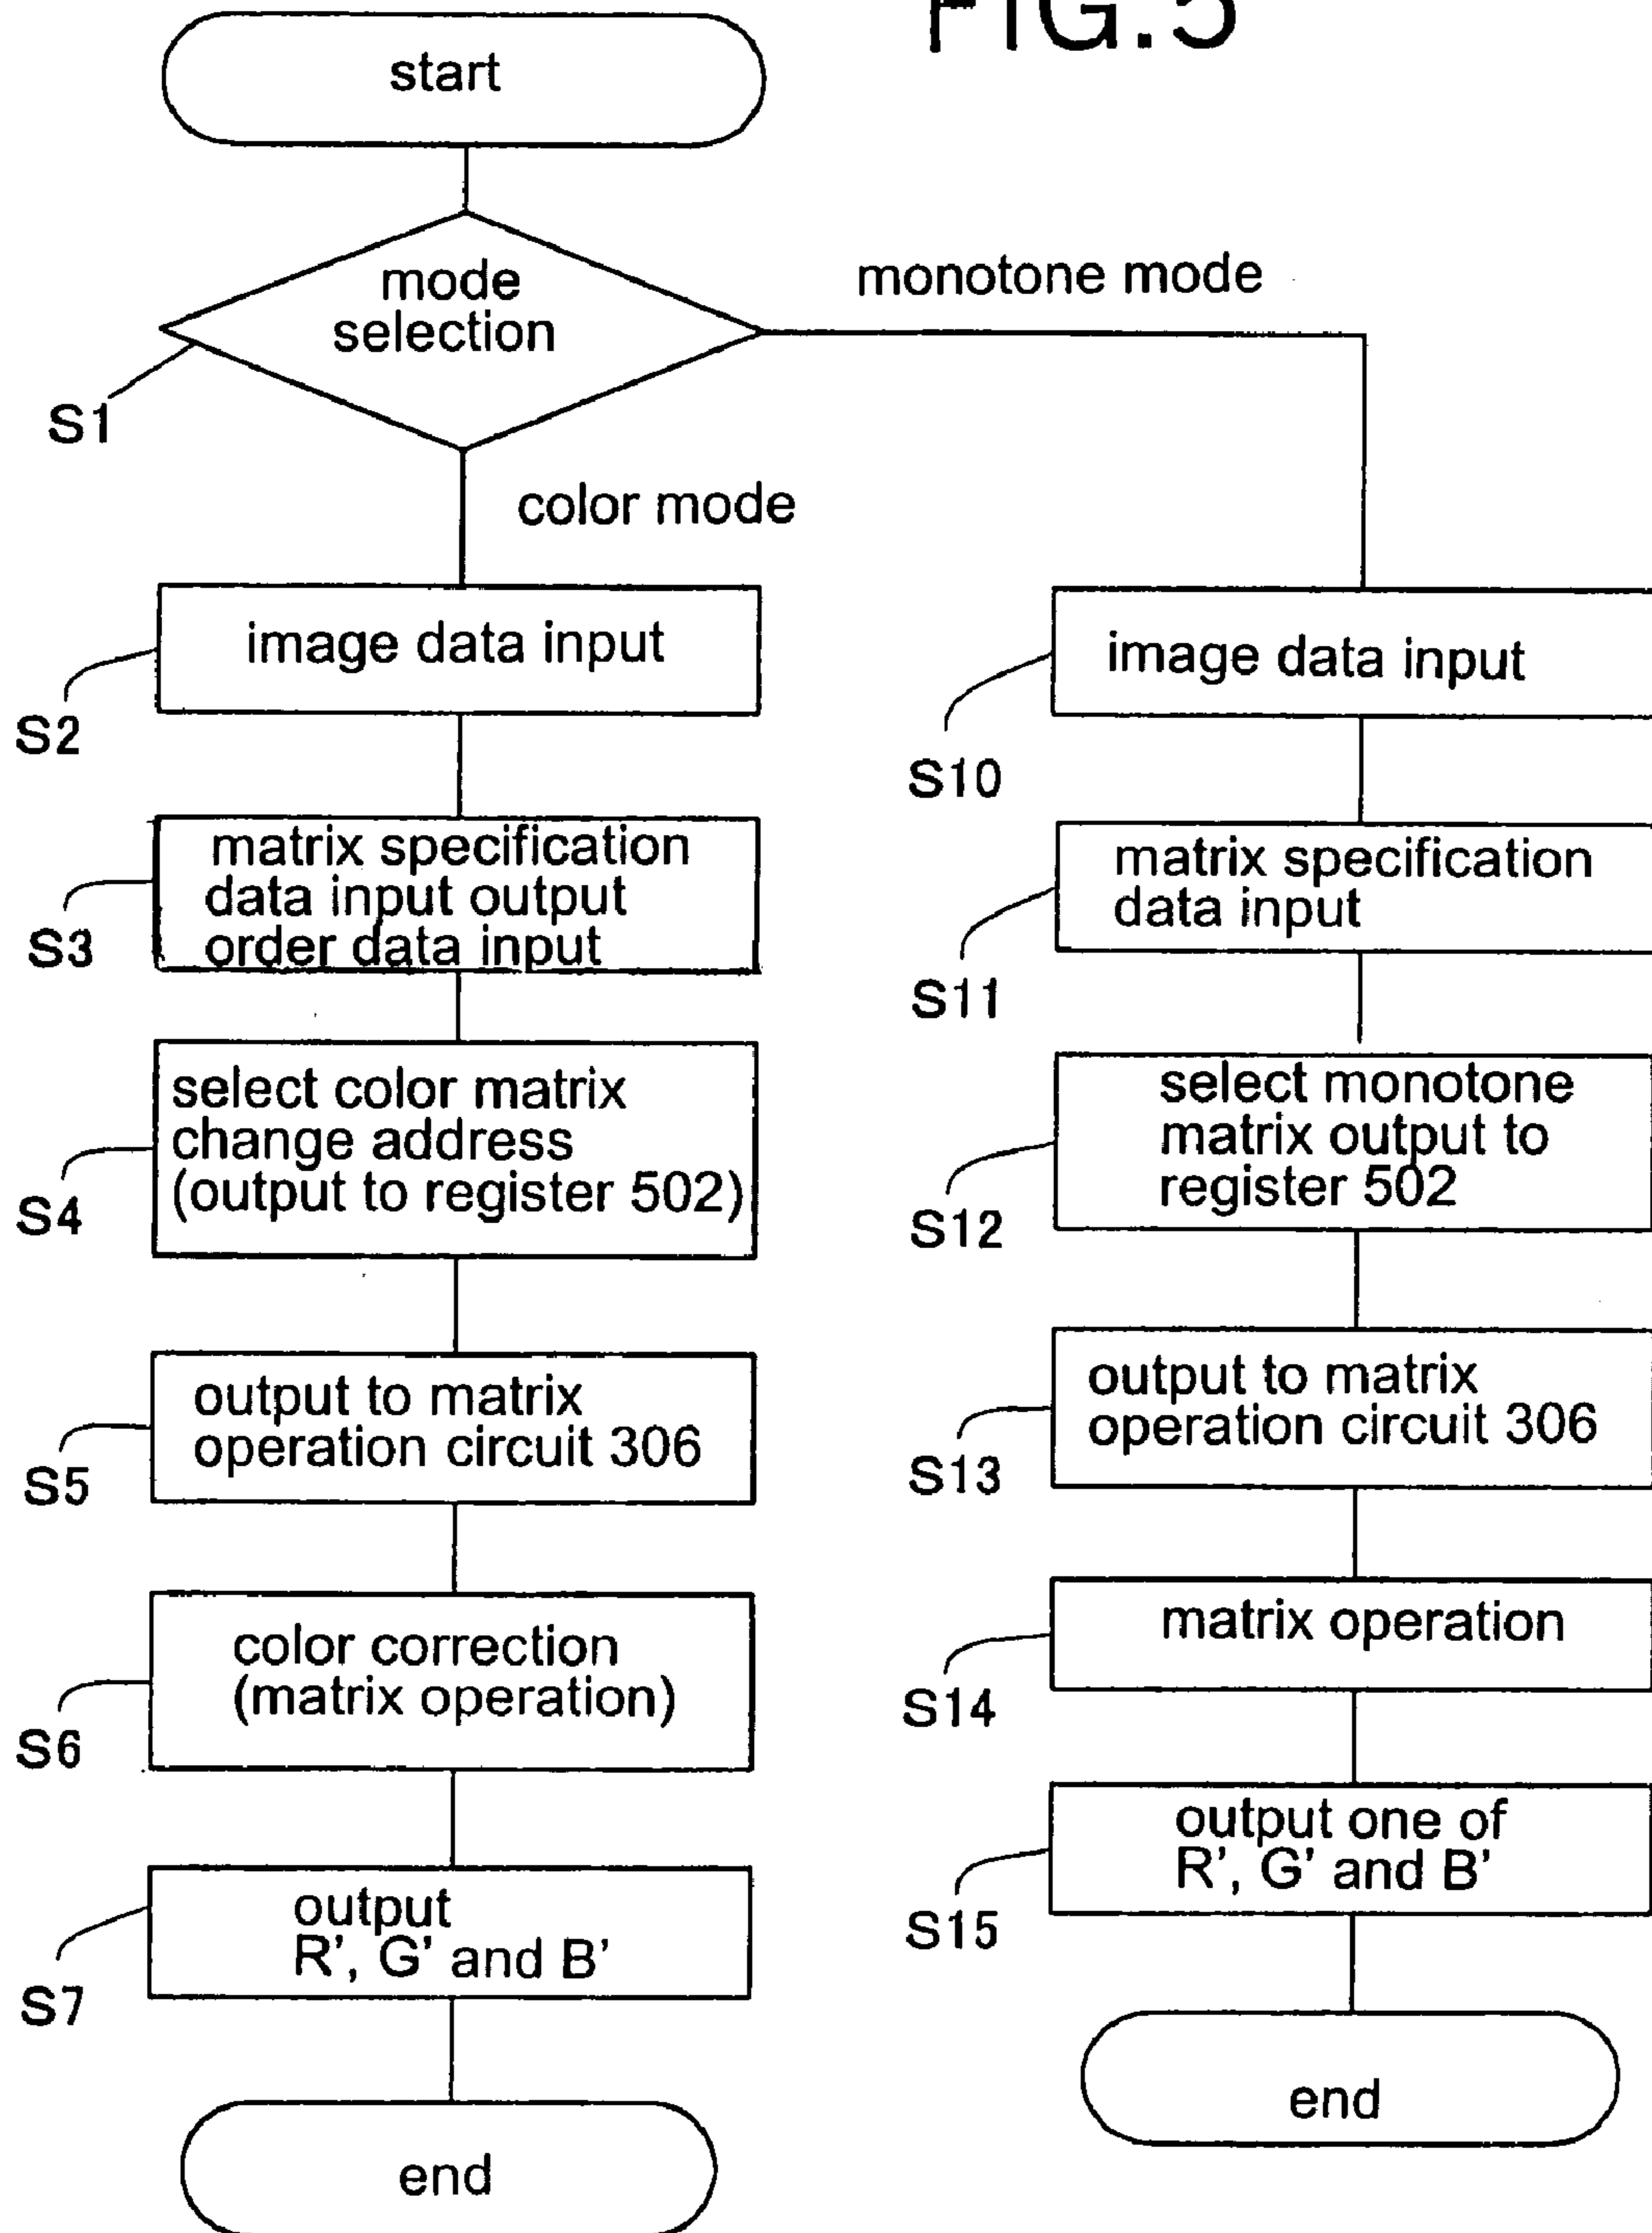 FIG.5
start
mode
selection
monotone mode
S1
color mode
image data input
S2
matrix specification
data input output
order data input
S3
select color matrix
change address
(output to register 502)
S4
output to matrix
operation circuit 306
S5
color correction
(matrix operation)
S6
output
R', G' and B'
S7
end
image data input
S10
matrix specification
data input
S11
select monotone
matrix output to
register 502
S12
output to matrix
operation circuit 306
S13
matrix operation
S14
output one of
R', G' and B'
S15
end